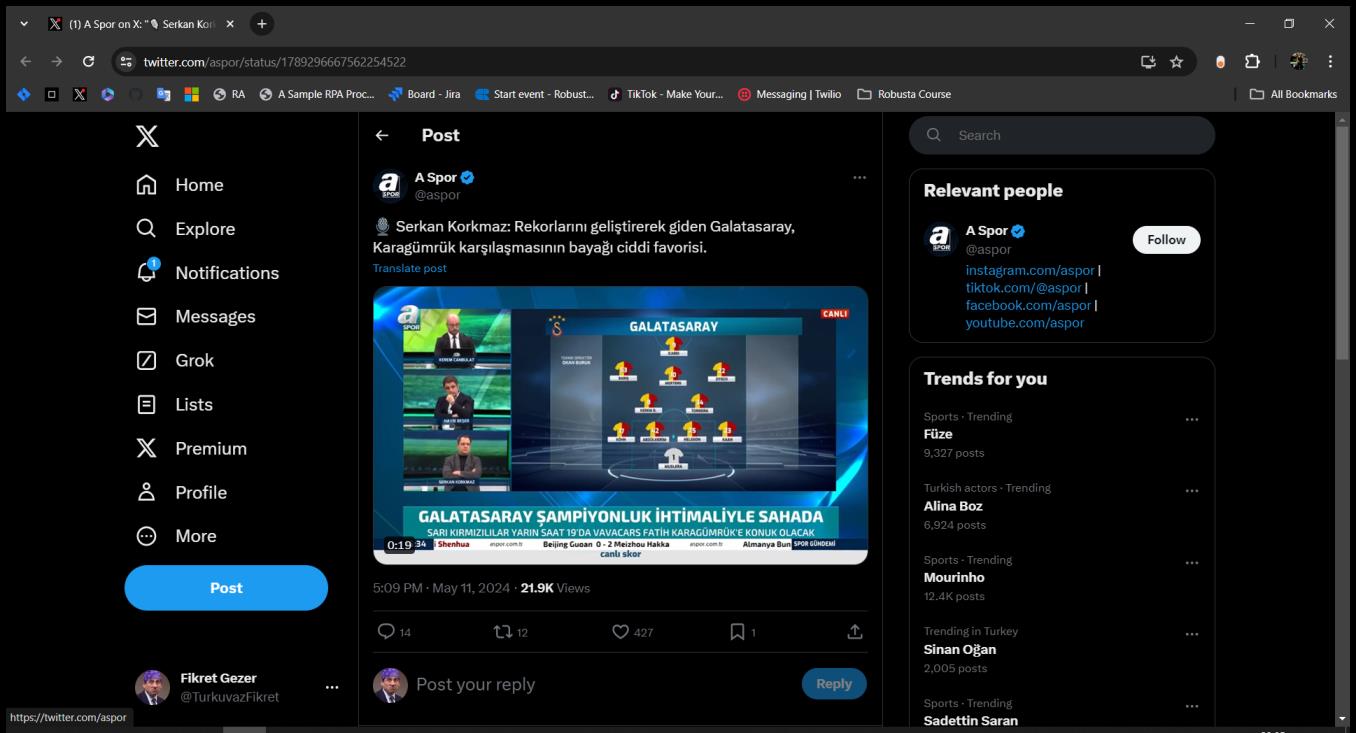 (1) A Spor on X: "🎙 Serkan Kor
twitter.com/aspor/status/1789296667562254522
RA
A Sample RPA Proc...
Board - Jira
Start event - Robust...
TikTok - Make Your...
Messaging | Twilio
Robusta Course
All Bookmarks
Home
Explore
1
Notifications
Messages
Grok
Lists
Premium
Profile
More
Post
Fikret Gezer
@TurkuvazFikret
https://twitter.com/aspor
Post
A Spor
@aspor
🎙 Serkan Korkmaz: Rekorlarını geliştirerek giden Galatasaray,
Karagümrük karşılaşmasının bayağı ciddi favorisi.
Translate post
a
SPOR
CANLI
GALATASARAY
TEKNİK DİREKTÖR
OKAN BURUK
KEREM CANBULAT
SERKAN KORKMAZ
BARIŞ
MERTENS
KEREM D.
TORREIRA
KÖHN
ABDÜLKERİM
NELSSON
KAAN
1
MUSLERA
GALATASARAY ŞAMPİYONLUK İHTİMALİYLE SAHADA
SARI KIRMIZILILAR YARIN SAAT 19'DA VAVACARS FATİH KARAGÜMRÜK'E KONUK OLACAK
0:19
:34
i Shenhua
aspor.com.tr
Beijing Guoan 0 - 2 Meizhou Hakka
aspor.com.tr
Almanya Bun
SPOR GÜNDEMİ
canlı skor
5:09 PM · May 11, 2024 · 21.9K Views
14
12
427
1
Post your reply
Reply
Search
Relevant people
A Spor
@aspor
Follow
instagram.com/aspor |
tiktok.com/@aspor |
facebook.com/aspor |
youtube.com/aspor
Trends for you
Sports · Trending
Füze
9,327 posts
Turkish actors · Trending
Alina Boz
6,924 posts
Sports · Trending
Mourinho
12.4K posts
Trending in Turkey
Sinan Oğan
2,005 posts
Sports · Trending
Sadettin Saran